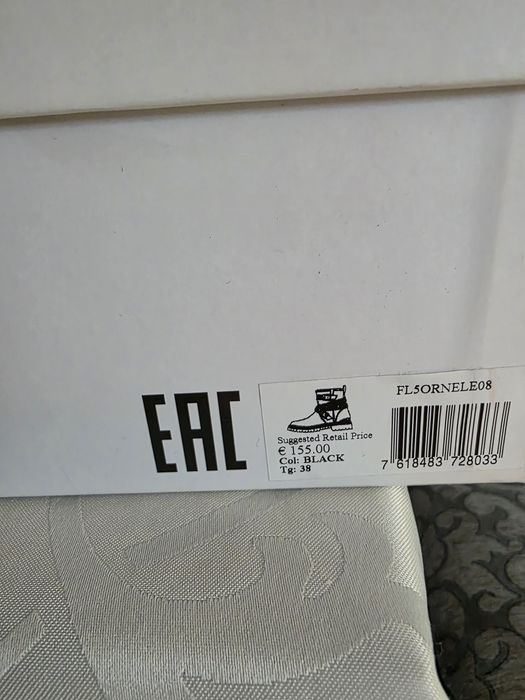 EAC
FL5ORNELE08
Suggested Retail Price
€ 155.00
Col: BLACK
Tg: 38
7 618483 728033